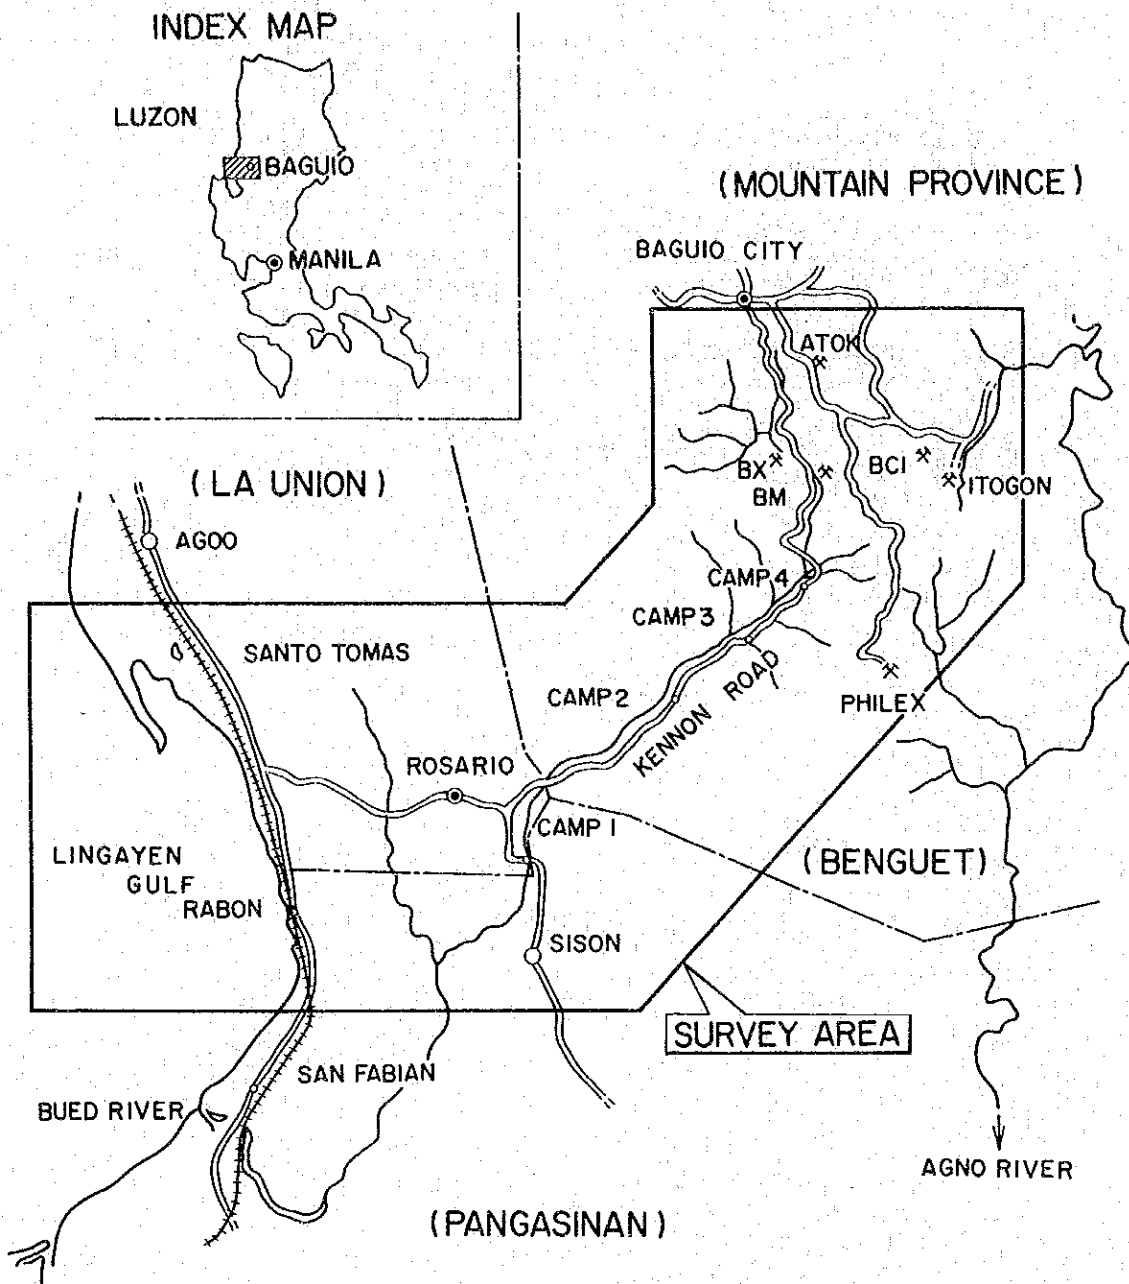 INDEX MAP
LUZON
BAGUIO
MANILA
(MOUNTAIN PROVINCE)
BAGUIO CITY
ATOK
BX
BM
BCI
ITOGON
(LA UNION)
AGOO
CAMP 4
CAMP 3
SANTO TOMAS
CAMP 2
KENNON ROAD
PHILEX
ROSARIO
CAMP 1
LINGAYEN
GULF
RABON
(BENGUET)
SISON
SURVEY AREA
SAN FABIAN
BUED RIVER
AGNO RIVER
(PANGASINAN)